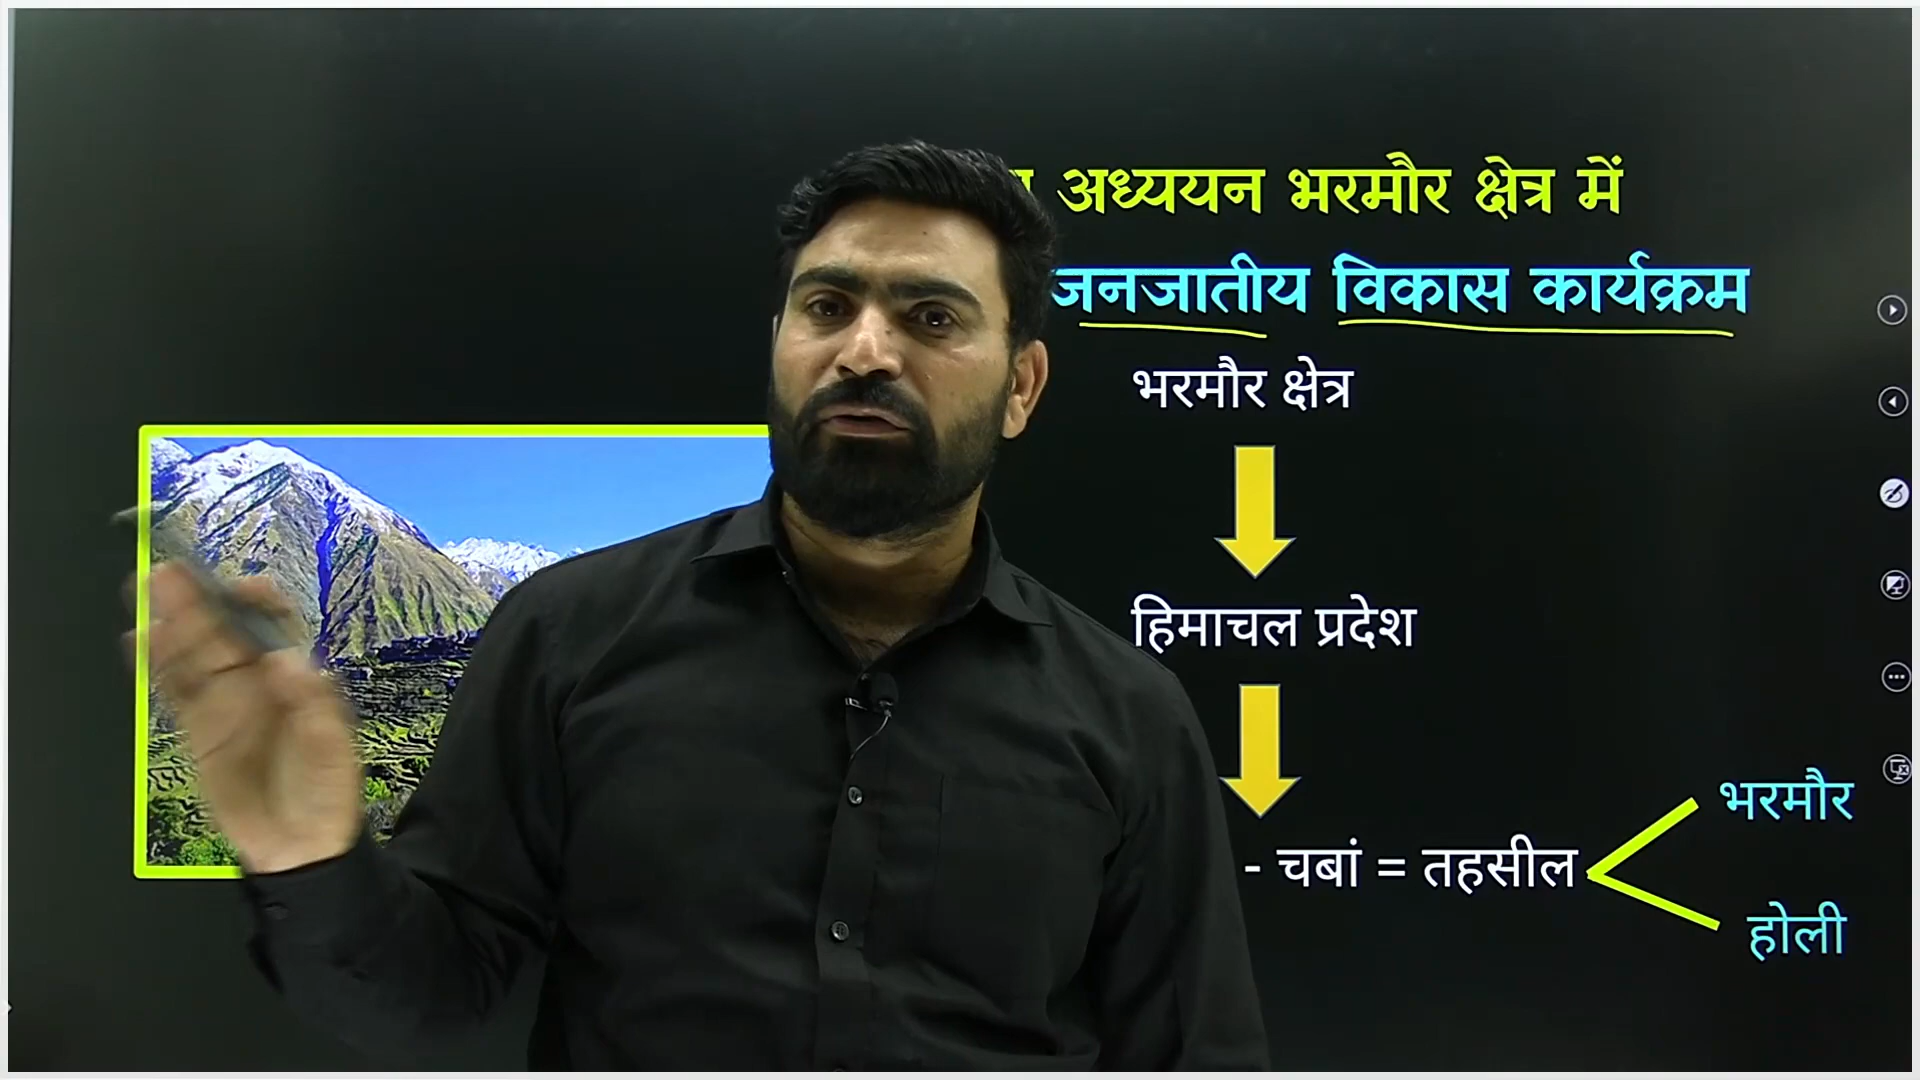 अध्ययन भरमौर क्षेत्र में
जनजातीय विकास कार्यक्रम
भरमौर क्षेत्र
हिमाचल प्रदेश
- चबां = तहसील
भरमौर
होली